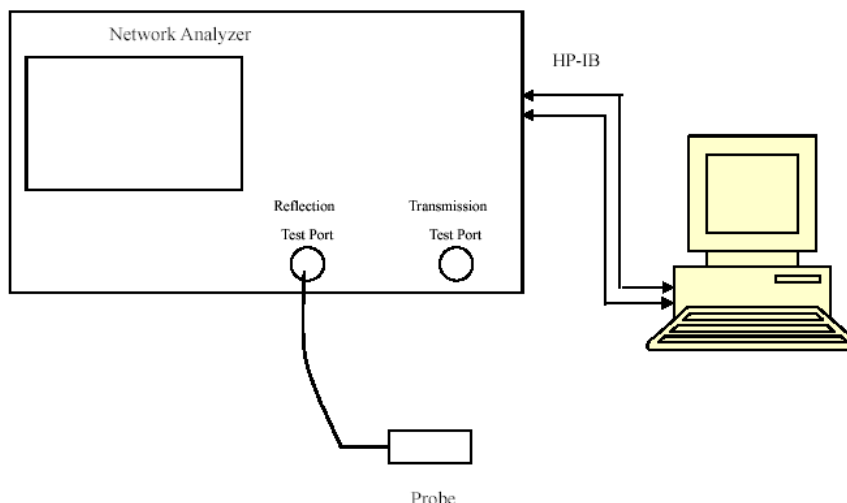 Network Analyzer
HP-IB
Reflection
Test Port
Transmission
Test Port
Probe